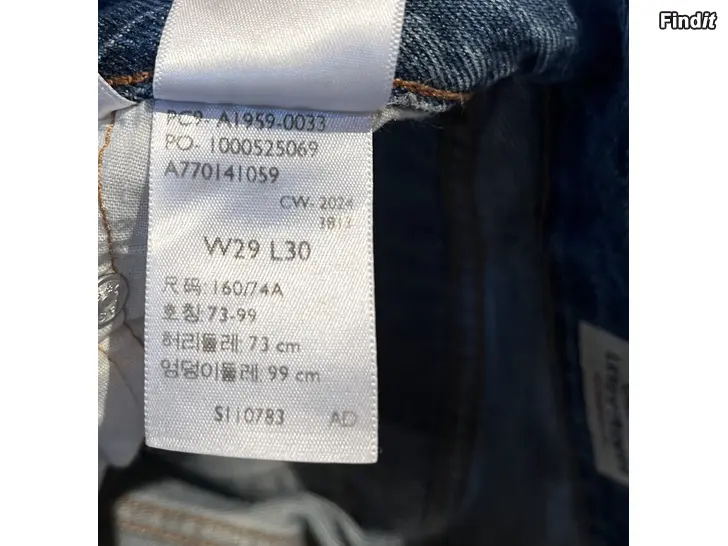 Findit
PC9- A1959-0033
PO- 1000525069
A770141059
CW- 2024
3813
W29 L30
尺码: 160/74A
호칭: 73-99
허리둘레: 73 cm
엉덩이둘레: 99 cm
S110783 AD